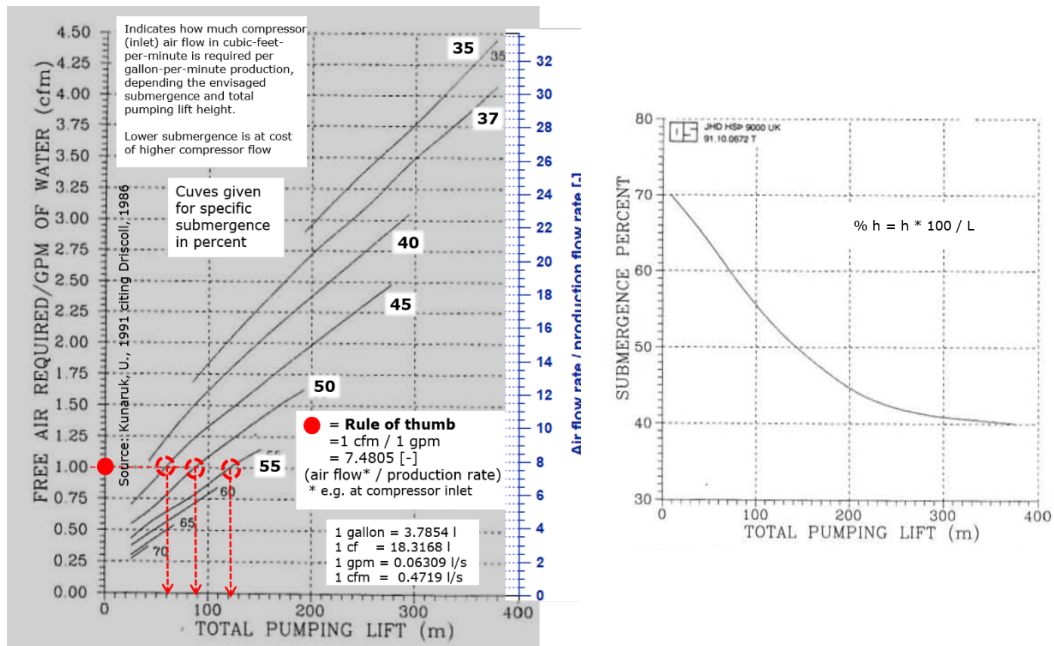 Indicates how much compressor
(inlet) air flow in cubic-feet-
per-minute is required per
gallon-per-minute production,
depending the envisaged
submergence and total
pumping lift height.
Lower submergence is at cost
of higher compressor flow
Cuves given
for specific
submergence
in percent
FREE AIR REQUIRED/GPM OF WATER (cfm)
4.50
4.25
4.00
3.75
3.50
3.25
3.00
2.75
2.50
2.25
2.00
1.75
1.50
1.25
1.00
0.75
0.50
0.25
0.00
Source:: Kunaruk, U., 1991 citing Driscoll, 1986
35
35
37
40
45
50
55
60
65
70
= Rule of thumb
=1 cfm / 1 gpm
= 7.4805 [-]
(air flow* / production rate)
* e.g. at compressor inlet
1 gallon = 3.7854 l
1 cf = 18.3168 l
1 gpm = 0.06309 l/s
1 cfm = 0.4719 l/s
0 100 200 300 400
TOTAL PUMPING LIFT (m)
32
30
28
26
24
22
20
18
16
14
12
10
8
6
4
2
0
Air flow rate / production flow rate [-]
SUBMERGENCE PERCENT
80
70
60
50
40
30
JHD HSP 9000 UK
91.10.0672 T
% h = h * 100 / L
0 100 200 300 400
TOTAL PUMPING LIFT (m)